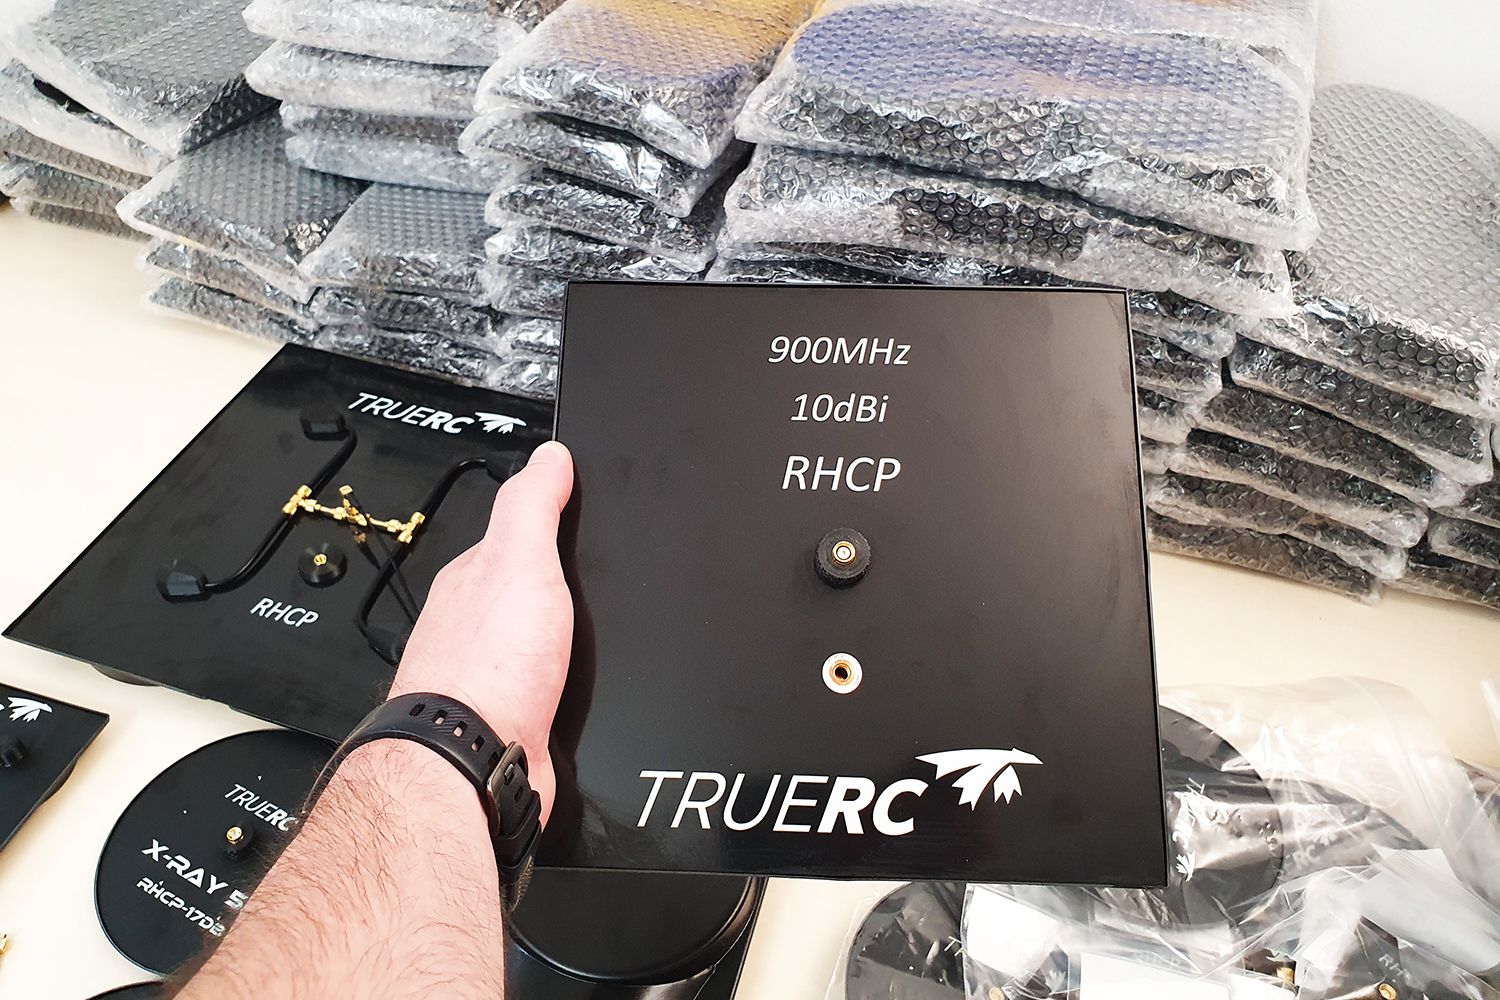 900MHz
10dBi
RHCP
TRUERC
TRUERC
RHCP
TRUERC
X-RAY